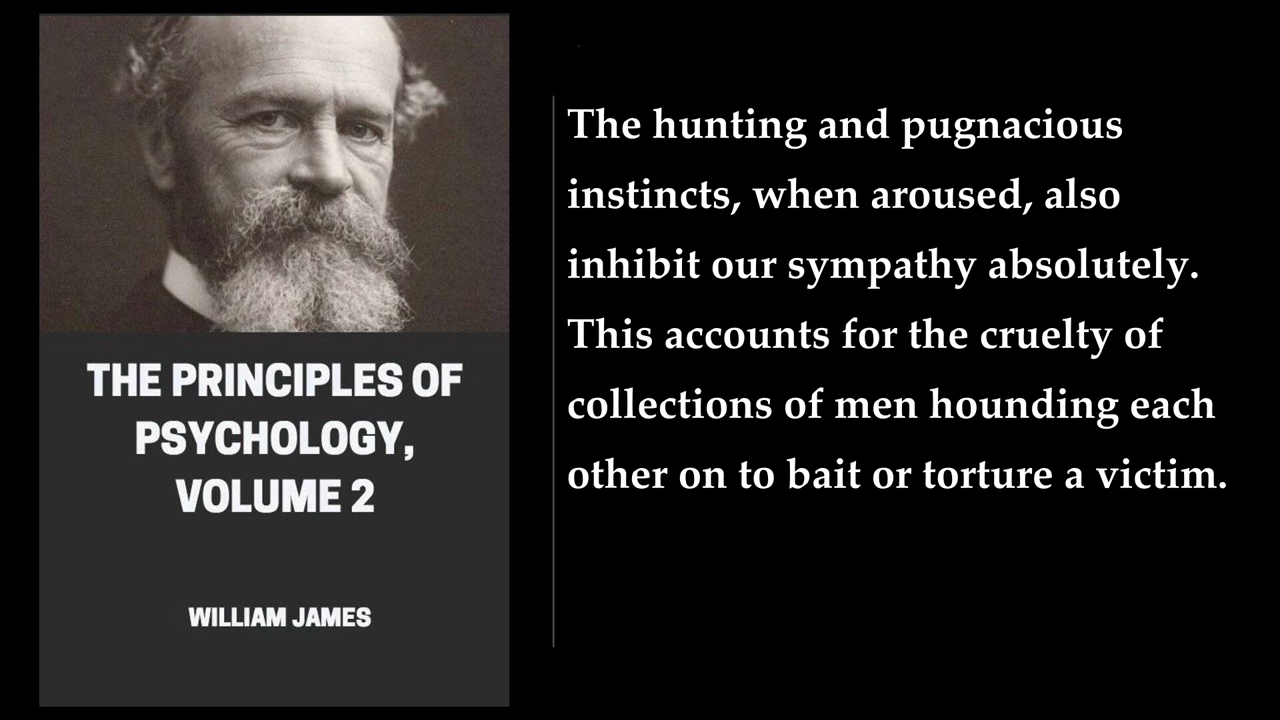 THE PRINCIPLES OF
PSYCHOLOGY,
VOLUME 2
WILLIAM JAMES
The hunting and pugnacious
instincts, when aroused, also
inhibit our sympathy absolutely.
This accounts for the cruelty of
collections of men hounding each
other on to bait or torture a victim.